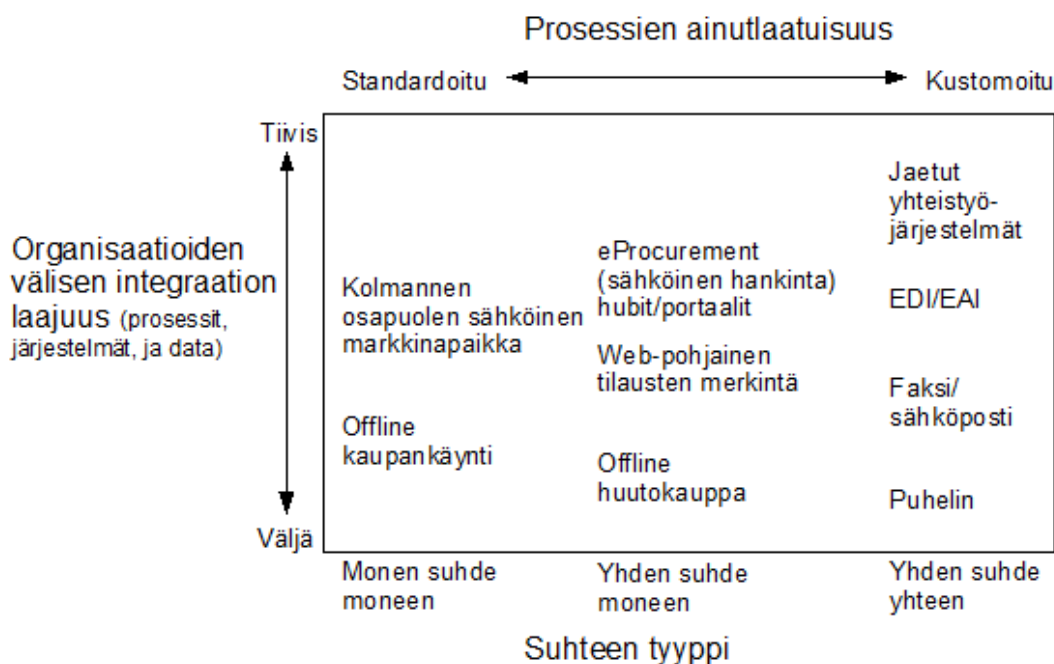 Prosessien ainutlaatuisuus
Standardoitu
Kustomoitu
Tiivis
Väljä
Organisaatioiden
välisen integraation
laajuus (prosessit,
järjestelmät, ja data)
Kolmannen
osapuolen sähköinen
markkinapaikka
Offline
kaupankäynti
eProcurement
(sähköinen hankinta)
hubit/portaalit
Web-pohjainen
tilausten merkintä
Offline
huutokauppa
Jaetut
yhteistyö-
järjestelmät
EDI/EAI
Faksi/
sähköposti
Puhelin
Monen suhde
moneen
Yhden suhde
moneen
Yhden suhde
yhteen
Suhteen tyyppi